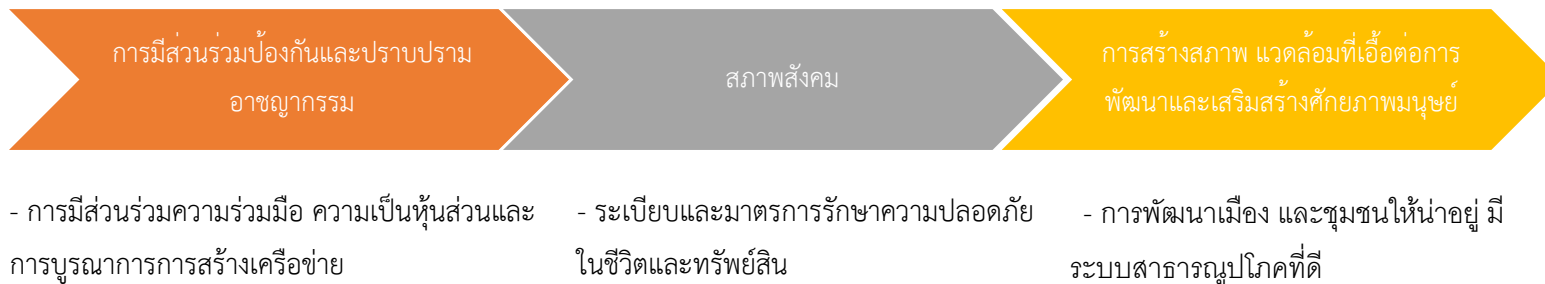 การมีส่วนร่วมป้องกันและปราบปราม
อาชญากรรม
สภาพสังคม
การสร้างสภาพ แวดล้อมที่เอื้อต่อการ
พัฒนาและเสริมสร้างศักยภาพมนุษย์
- การมีส่วนร่วมความร่วมมือ ความเป็นหุ้นส่วนและ
การบูรณาการการสร้างเครือข่าย
- ระเบียบและมาตรการรักษาความปลอดภัย
ในชีวิตและทรัพย์สิน
- การพัฒนาเมือง และชุมชนให้น่าอยู่ มี
ระบบสาธารณูปโภคที่ดี